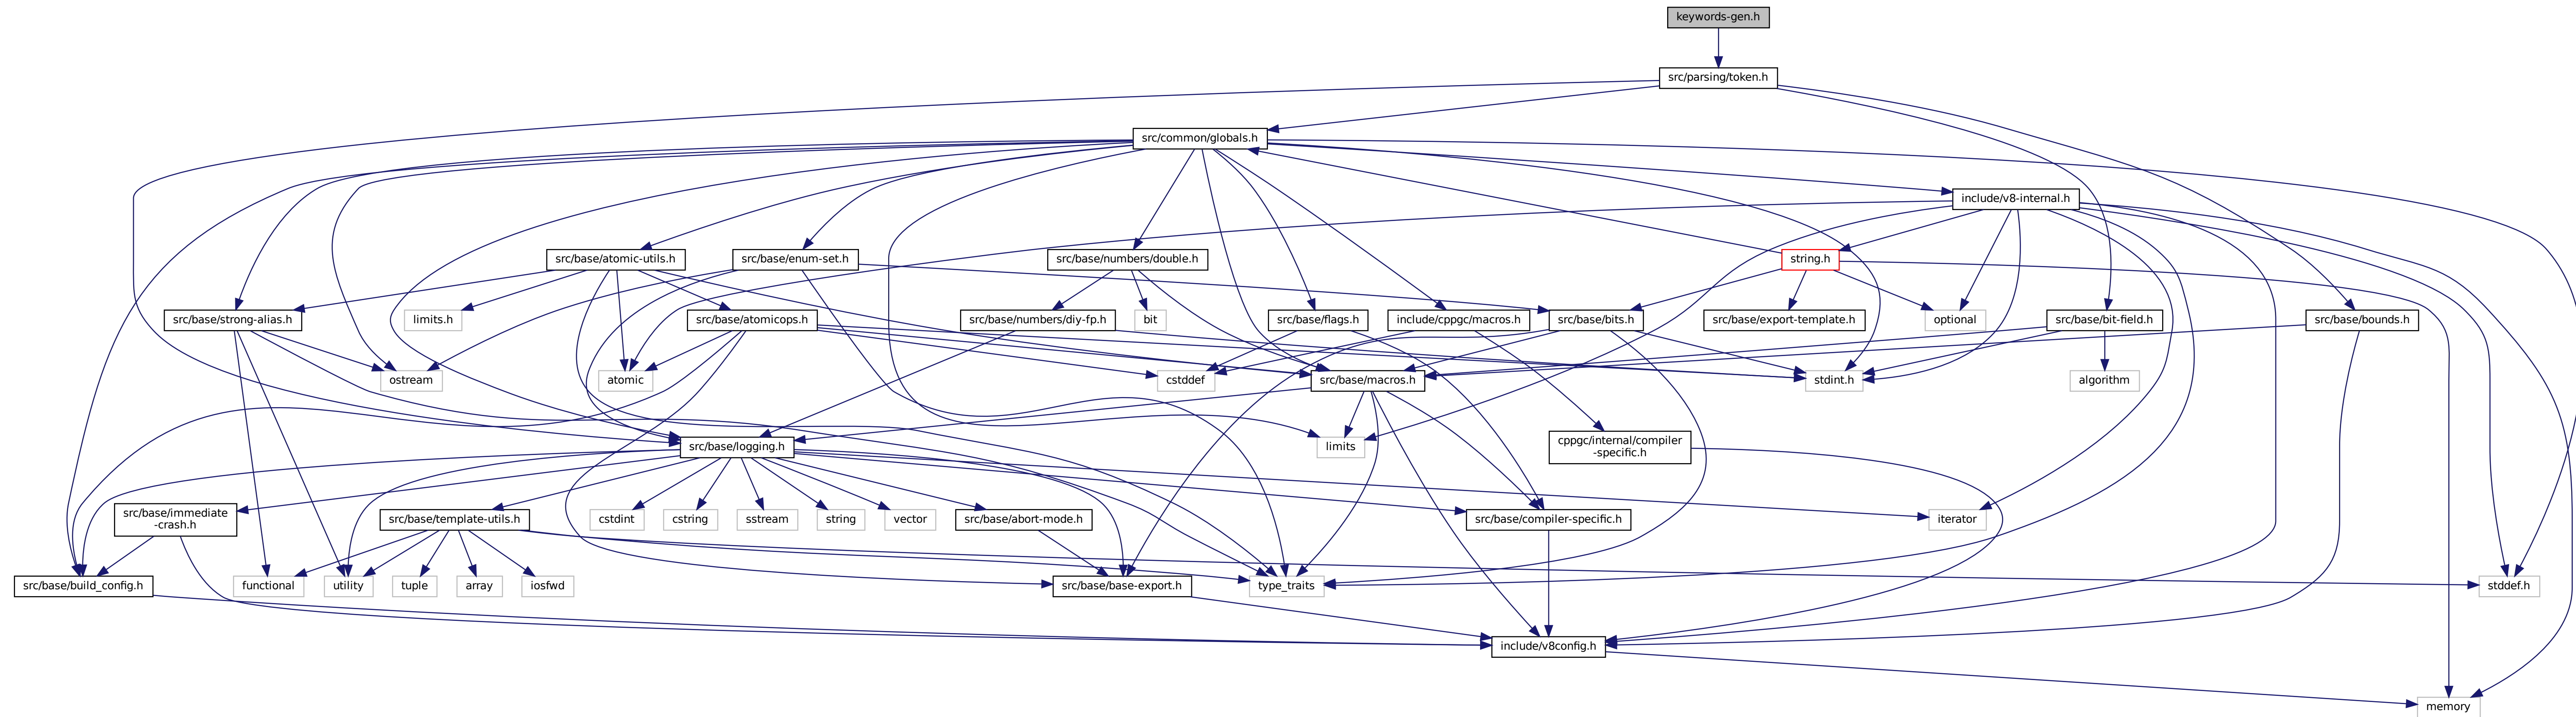 keywords-gen.h
src/parsing/token.h
src/common/globals.h
include/v8-internal.h
src/base/atomic-utils.h
src/base/enum-set.h
src/base/numbers/double.h
string.h
src/base/strong-alias.h
limits.h
src/base/atomicops.h
src/base/numbers/diy-fp.h
bit
src/base/flags.h
include/cppgc/macros.h
src/base/bits.h
src/base/export-template.h
optional
src/base/bit-field.h
src/base/bounds.h
ostream
atomic
cstddef
src/base/macros.h
stdint.h
algorithm
src/base/logging.h
limits
cppgc/internal/compiler
-specific.h
src/base/immediate
-crash.h
src/base/template-utils.h
cstdint
cstring
sstream
string
vector
src/base/abort-mode.h
src/base/compiler-specific.h
iterator
src/base/build_config.h
functional
utility
tuple
array
iosfwd
src/base/base-export.h
type_traits
stddef.h
include/v8config.h
memory